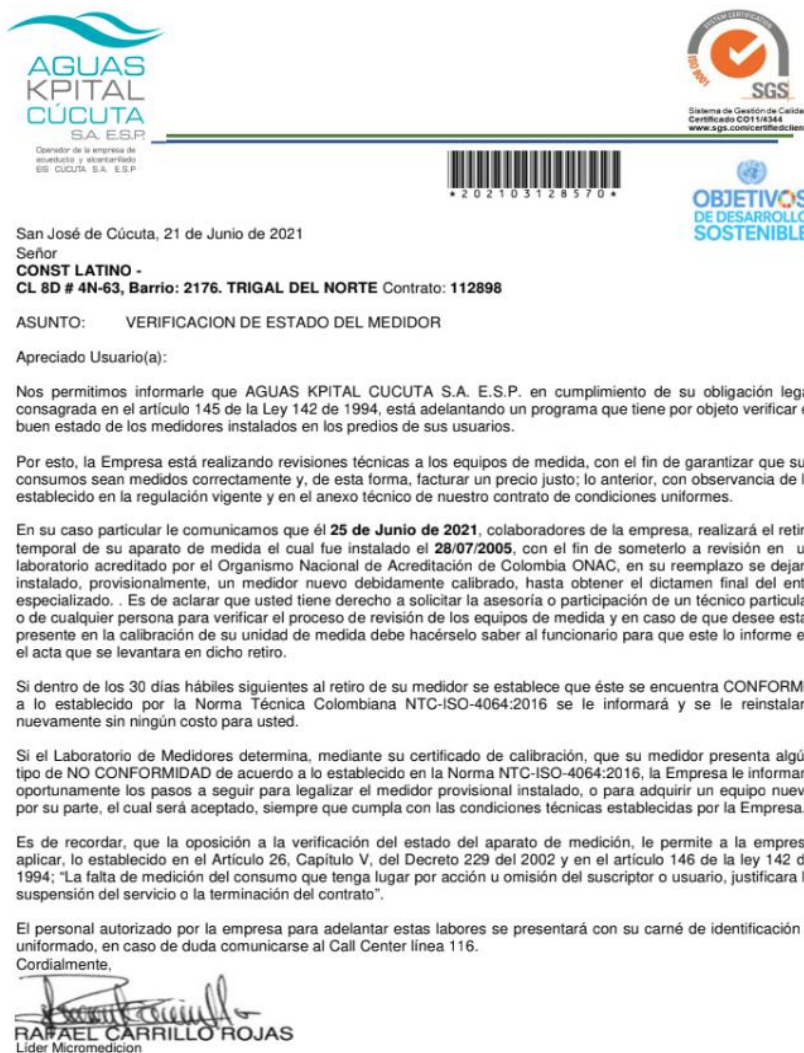 AGUAS
KPITAL
CÚCUTA
S.A. E.S.P.
Operador de la empresa de
acueducto y alcantarillado
EIS CUCUTA S.A. E.S.P
SYSTEM CERTIFICATION
ISO 9001
SGS
Sistema de Gestión de Calida
Certificado CO11/4344
www.sgs.com/certifiedclien
*202103128570*
OBJETIVOS
DE DESARROLLO
SOSTENIBLE
San José de Cúcuta, 21 de Junio de 2021
Señor
CONST LATINO -
CL 8D # 4N-63, Barrio: 2176. TRIGAL DEL NORTE Contrato: 112898
ASUNTO: VERIFICACION DE ESTADO DEL MEDIDOR
Apreciado Usuario(a):
Nos permitimos informarle que AGUAS KPITAL CUCUTA S.A. E.S.P. en cumplimiento de su obligación lega
consagrada en el artículo 145 de la Ley 142 de 1994, está adelantando un programa que tiene por objeto verificar e
buen estado de los medidores instalados en los predios de sus usuarios.
Por esto, la Empresa está realizando revisiones técnicas a los equipos de medida, con el fin de garantizar que su
consumos sean medidos correctamente y, de esta forma, facturar un precio justo; lo anterior, con observancia de l
establecido en la regulación vigente y en el anexo técnico de nuestro contrato de condiciones uniformes.
En su caso particular le comunicamos que él 25 de Junio de 2021, colaboradores de la empresa, realizará el retir
temporal de su aparato de medida el cual fue instalado el 28/07/2005, con el fin de someterlo a revisión en u
laboratorio acreditado por el Organismo Nacional de Acreditación de Colombia ONAC, en su reemplazo se dejar
instalado, provisionalmente, un medidor nuevo debidamente calibrado, hasta obtener el dictamen final del ent
especializado. . Es de aclarar que usted tiene derecho a solicitar la asesoría o participación de un técnico particula
o de cualquier persona para verificar el proceso de revisión de los equipos de medida y en caso de que desee esta
presente en la calibración de su unidad de medida debe hacérselo saber al funcionario para que este lo informe e
el acta que se levantara en dicho retiro.
Si dentro de los 30 días hábiles siguientes al retiro de su medidor se establece que éste se encuentra CONFORM
a lo establecido por la Norma Técnica Colombiana NTC-ISO-4064:2016 se le informará y se le reinstalar
nuevamente sin ningún costo para usted.
Si el Laboratorio de Medidores determina, mediante su certificado de calibración, que su medidor presenta algú
tipo de NO CONFORMIDAD de acuerdo a lo establecido en la Norma NTC-ISO-4064:2016, la Empresa le informar
oportunamente los pasos a seguir para legalizar el medidor provisional instalado, o para adquirir un equipo nuev
por su parte, el cual será aceptado, siempre que cumpla con las condiciones técnicas establecidas por la Empresa.
Es de recordar, que la oposición a la verificación del estado del aparato de medición, le permite a la empres
aplicar, lo establecido en el Artículo 26, Capítulo V, del Decreto 229 del 2002 y en el artículo 146 de la ley 142 d
1994; “La falta de medición del consumo que tenga lugar por acción u omisión del suscriptor o usuario, justificara l
suspensión del servicio o la terminación del contrato”.
El personal autorizado por la empresa para adelantar estas labores se presentará con su carné de identificación
uniformado, en caso de duda comunicarse al Call Center línea 116.
Cordialmente,
RAFAEL CARRILLO ROJAS
Líder Micromedicion